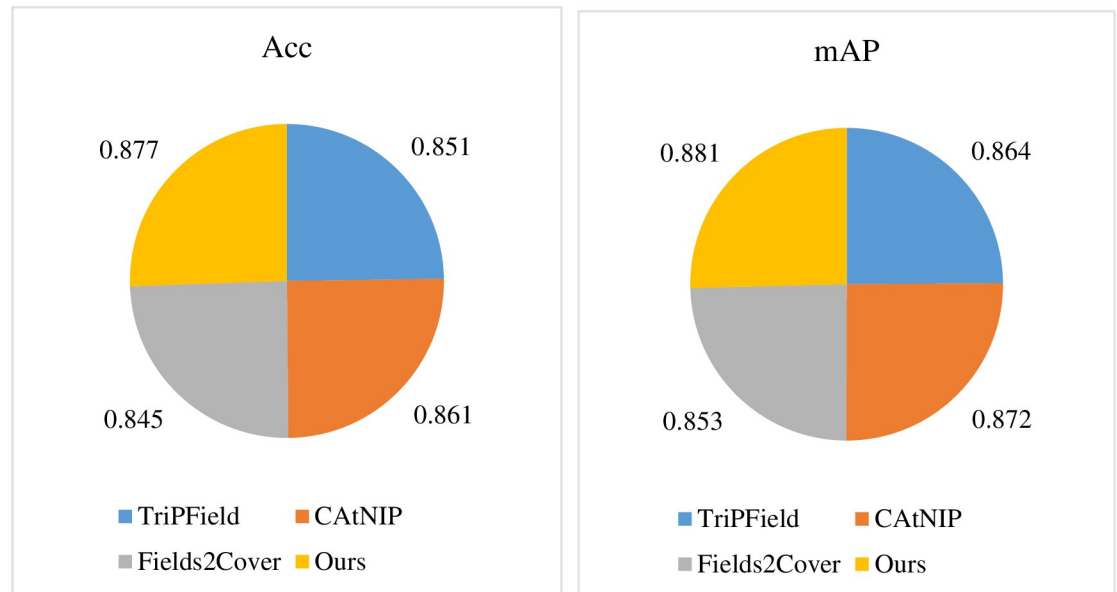 Acc
0.877
0.851
0.845
0.861
TriPField
CAtNIP
Fields2Cover
Ours
mAP
0.881
0.864
0.853
0.872
TriPField
CAtNIP
Fields2Cover
Ours